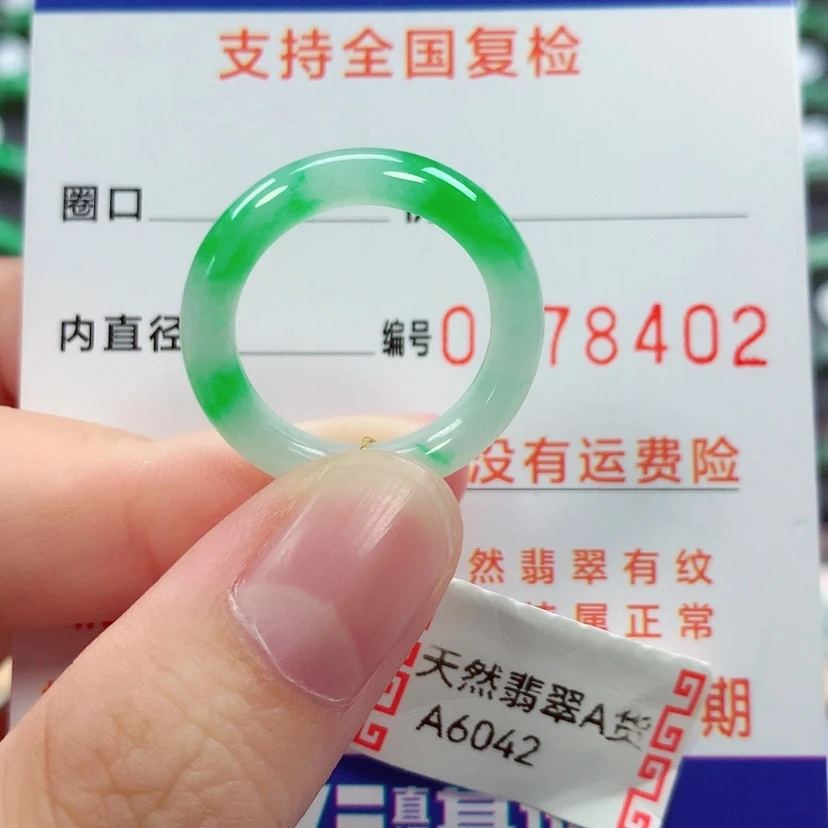 支持全国复检
圈口
内直径 编号 0 78402
没有运费险
然翡翠有纹
属正常
期
天然翡翠A货
A6042